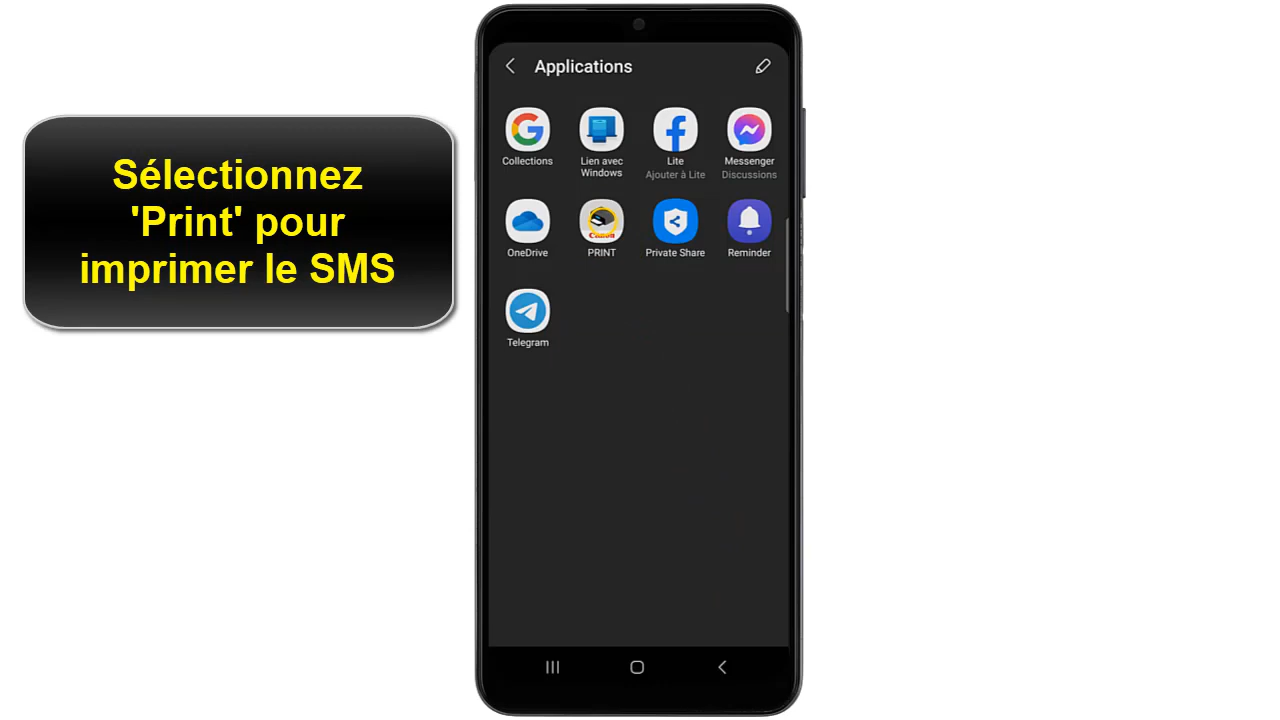 Sélectionnez
'Print' pour
imprimer le SMS
Applications
Collections
Lien avec
Windows
Lite
Ajouter à Lite
Messenger
Discussions
OneDrive
Canon
PRINT
Private Share
Reminder
Telegram